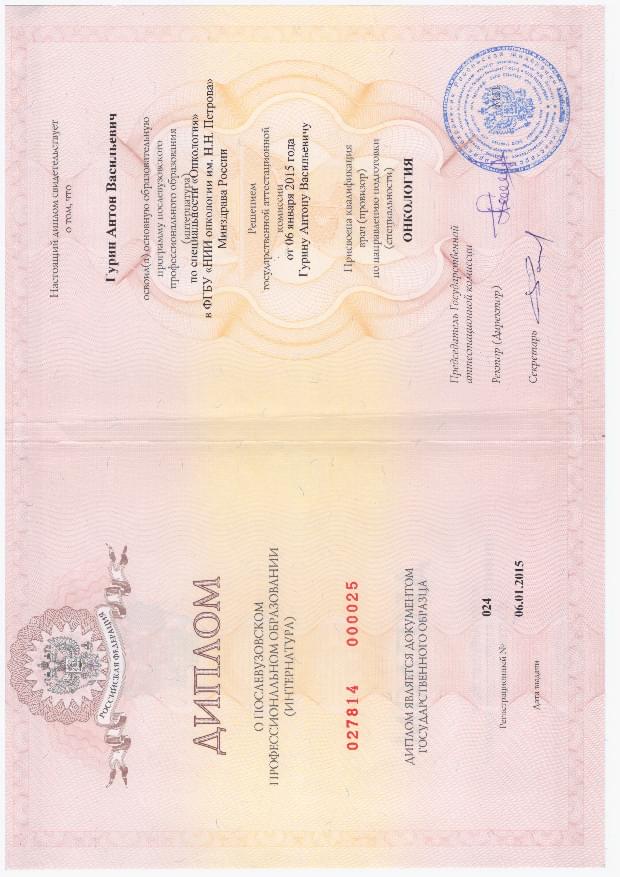 РОССИЙСКАЯ ФЕДЕРАЦИЯ
ДИПЛОМ
О ПОСЛЕВУЗОВСКОМ
ПРОФЕССИОНАЛЬНОМ ОБРАЗОВАНИИ
(ИНТЕРНАТУРА)
027814 000025
ДИПЛОМ ЯВЛЯЕТСЯ ДОКУМЕНТОМ
ГОСУДАРСТВЕННОГО ОБРАЗЦА
Регистрационный № 024
Дата выдачи 06.01.2015
Настоящий диплом свидетельствует
о том, что
Гурин Антон Васильевич
освоил(а) основную образовательную
программу послевузовского
профессионального образования
(интернатура)
по специальности «Онкология»
в ФГБУ «НИИ онкологии им. Н.Н. Петрова»
Минздрава России
Решением
государственной аттестационной
комиссии
от 06 января 2015 года
Гурину Антону Васильевичу
Присвоена квалификация
врач (провизор)
по направлению подготовки
(специальности)
ОНКОЛОГИЯ
Председатель Государственной
аттестационной комиссии
Ректор (Директор)
Секретарь
М.П.